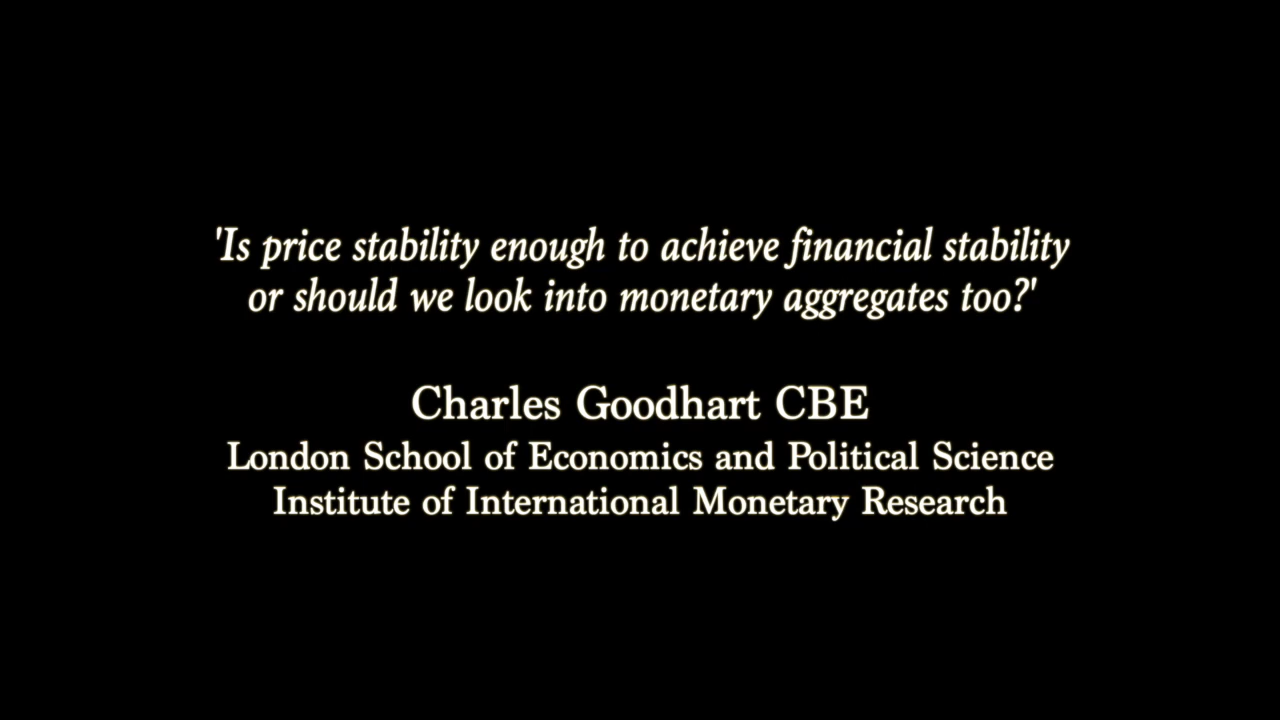 'Is price stability enough to achieve financial stability
or should we look into monetary aggregates too?'
Charles Goodhart CBE
London School of Economics and Political Science
Institute of International Monetary Research